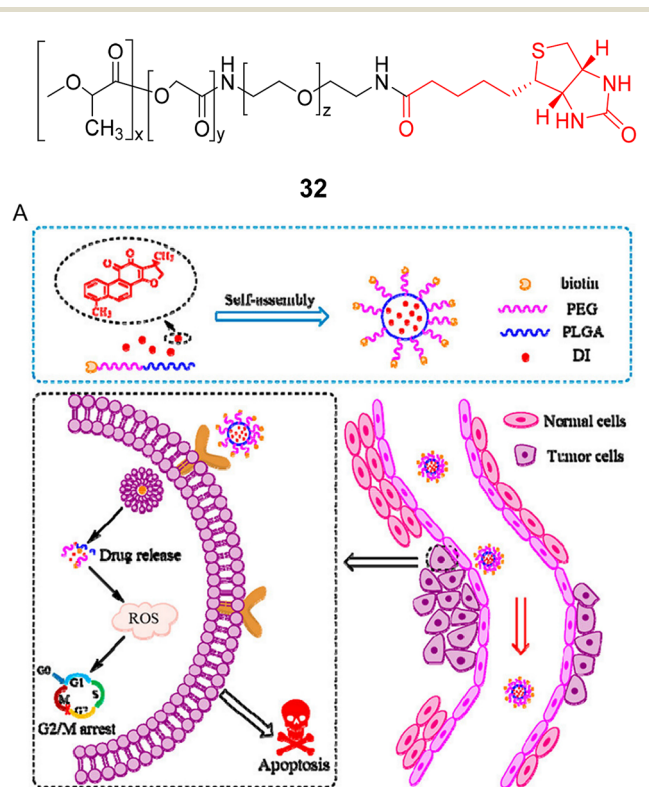 O
O
CH₃
x
O
O
y
H
N
O
z
H
N
O
S
H
NH
H
HN
O
32
A
O
O
CH₃
O
CH₃
Self-assembly
biotin
PEG
PLGA
DI
Normal cells
Tumor cells
Drug release
ROS
G0
G1
M
S
G2
G2/M arrest
Apoptosis